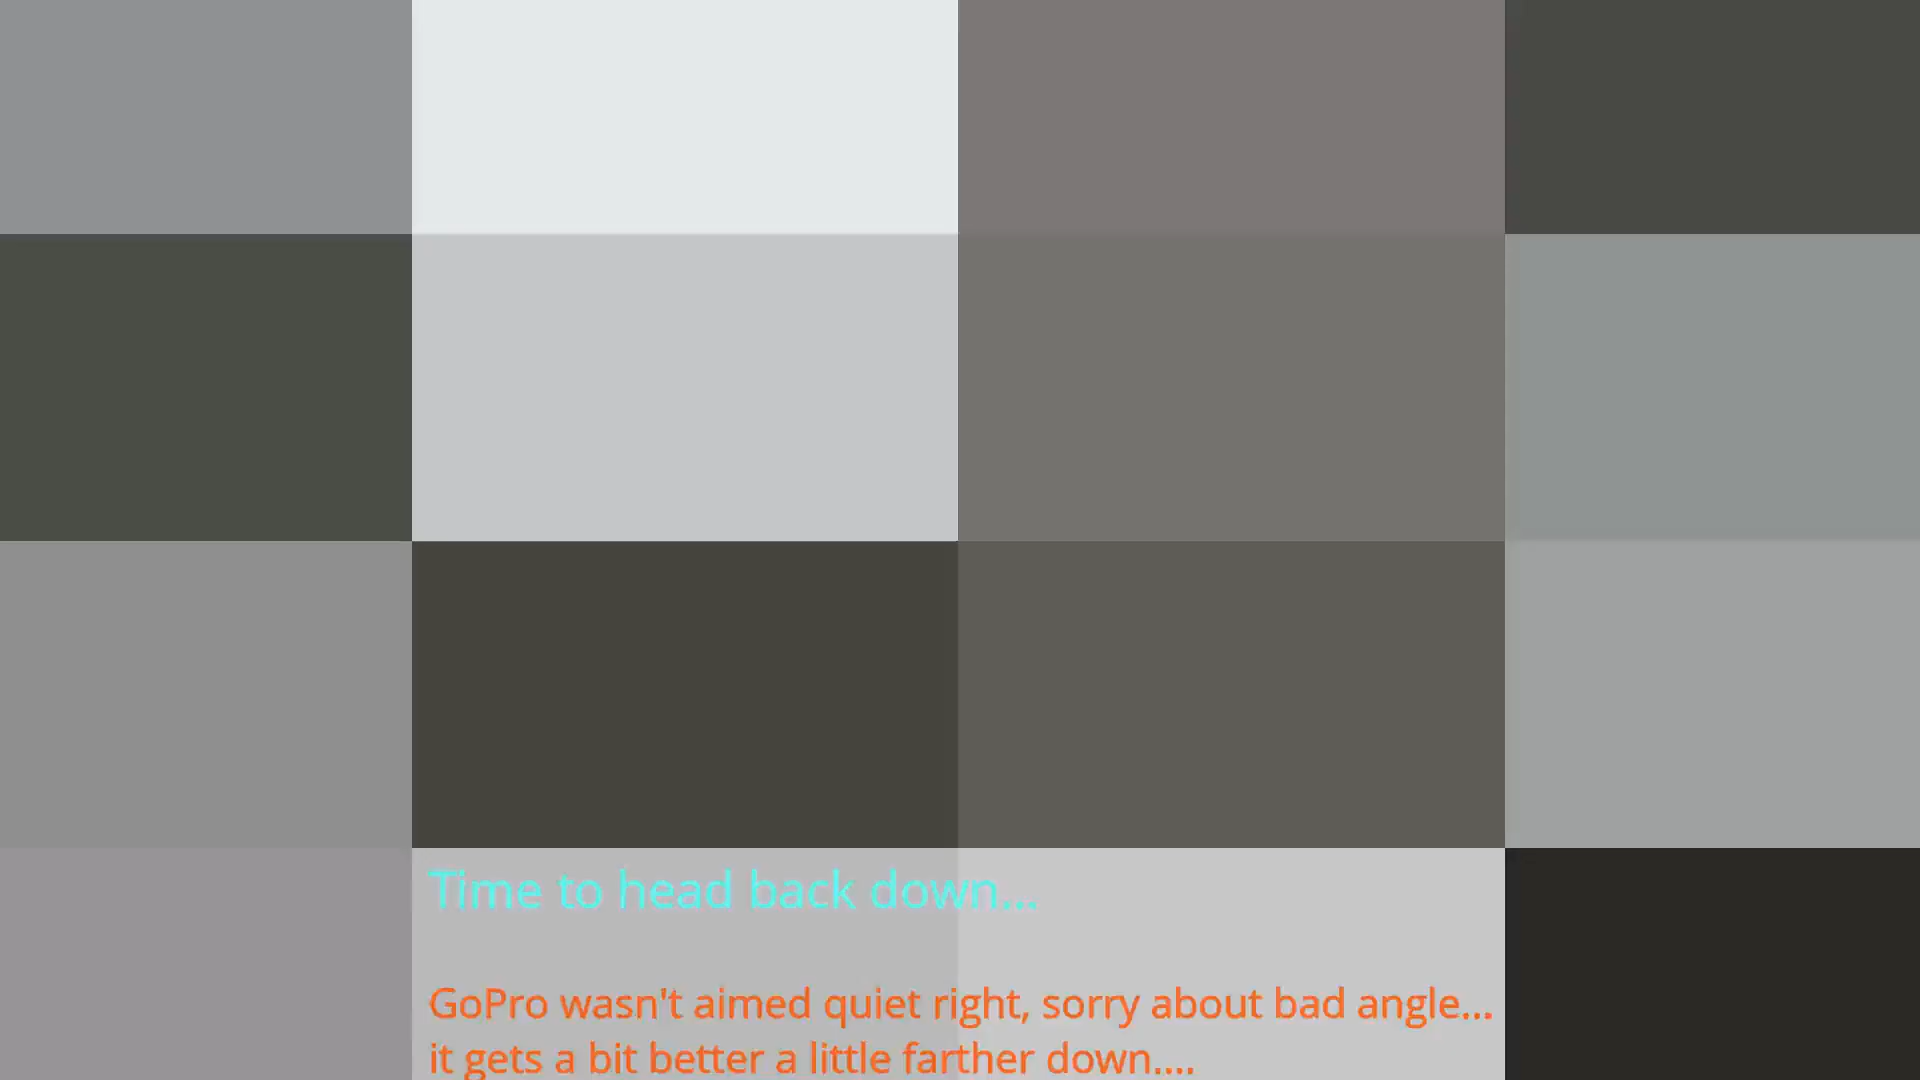 Time to head back down...
GoPro wasn't aimed quiet right, sorry about bad angle...
it gets a bit better a little farther down....